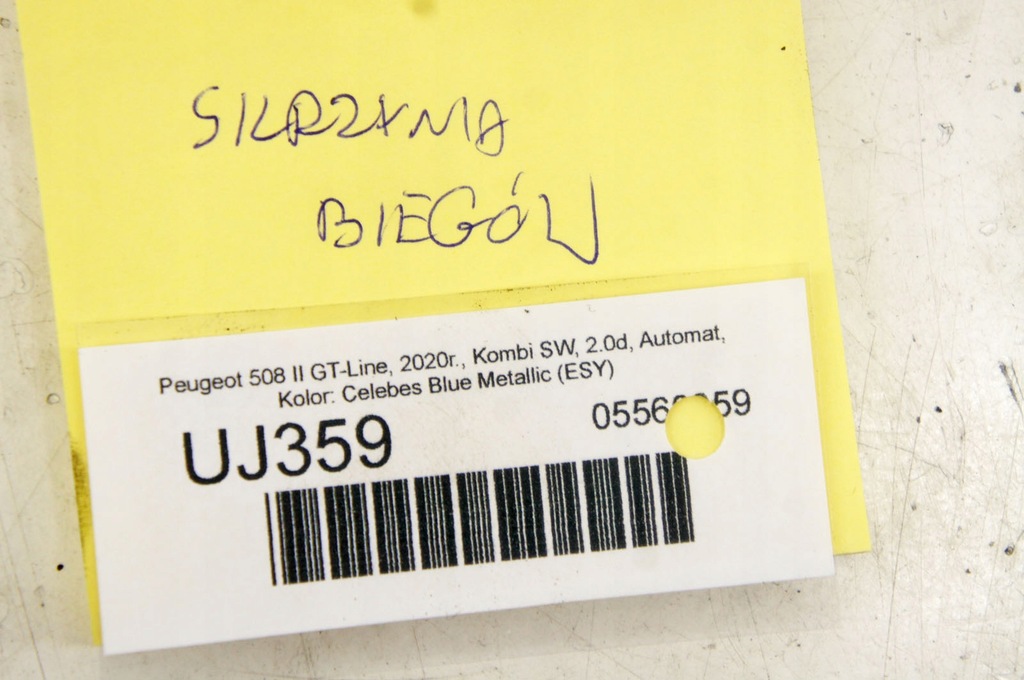 SKRZYNIA
BIEGÓW
Peugeot 508 II GT-Line, 2020r., Kombi SW, 2.0d, Automat,
Kolor: Celebes Blue Metallic (ESY)
UJ359